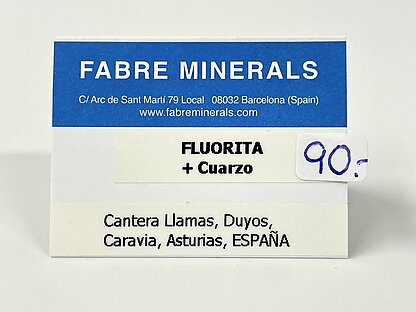 FABRE MINERALS
C/ Arc de Sant Martí 79 Local 08032 Barcelona (Spain)
www.fabreminerals.com
FLUORITA
+ Cuarzo
90.-
Cantera Llamas, Duyos,
Caravia, Asturias, ESPAÑA